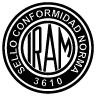 SELLO CONFORMIDAD NORMA
IRAM
3610